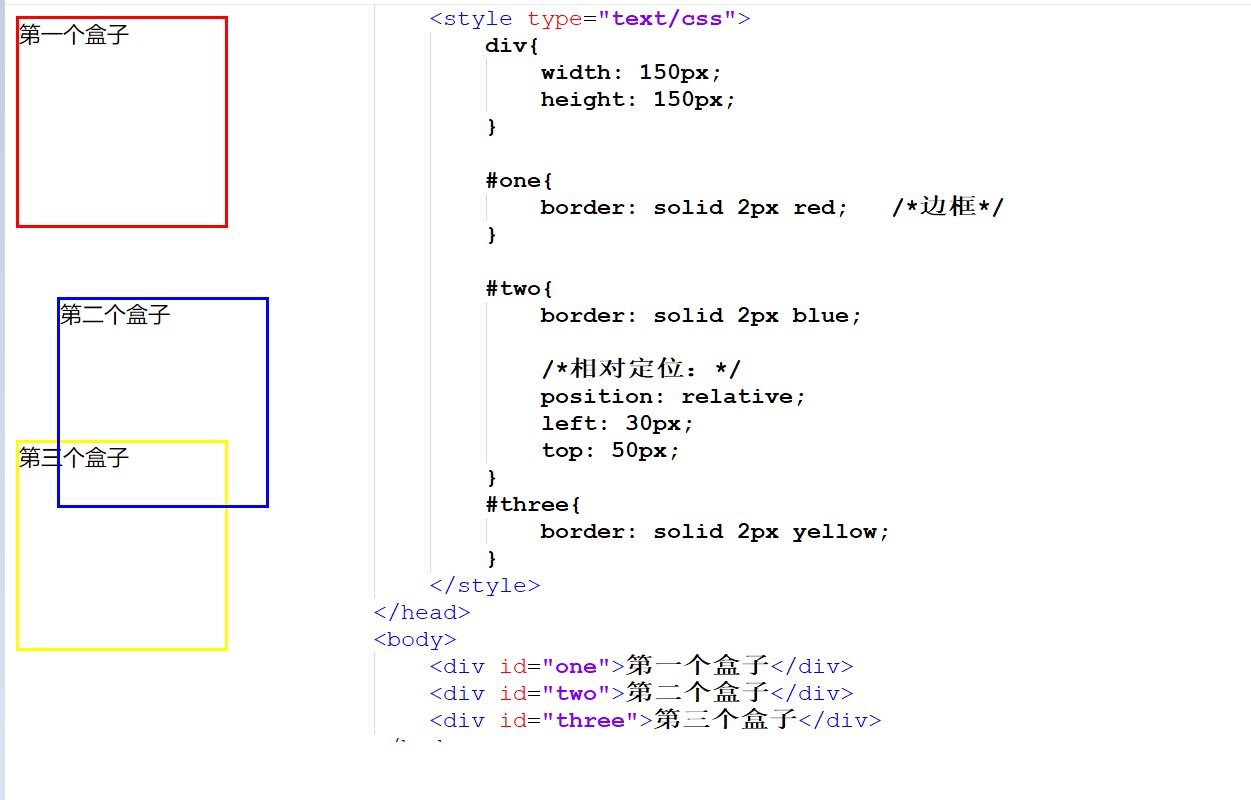 第一个盒子
第二个盒子
第三个盒子
<style type="text/css">
div{
width: 150px;
height: 150px;
}
#one{
border: solid 2px red; /*边框*/
}
#two{
border: solid 2px blue;
/*相对定位：*/
position: relative;
left: 30px;
top: 50px;
}
#three{
border: solid 2px yellow;
}
</style>
</head>
<body>
<div id="one">第一个盒子</div>
<div id="two">第二个盒子</div>
<div id="three">第三个盒子</div>